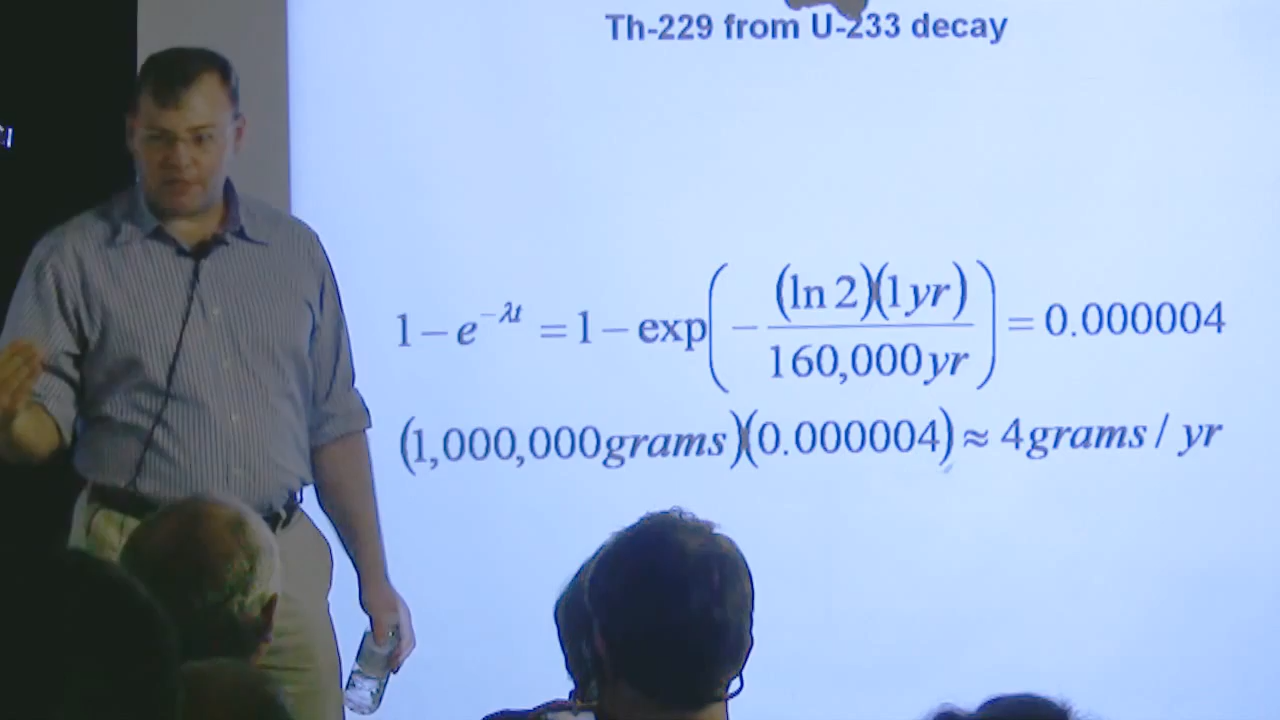 Th-229 from U-233 decay
1 − e^{−λt} = 1 − exp(− (ln 2)(1 yr) / 160,000 yr) = 0.000004
(1,000,000 grams)(0.000004) ≈ 4 grams / yr